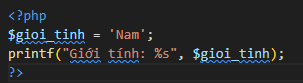 <?php
$gioi_tinh = 'Nam';
printf("Giới tính: %s", $gioi_tinh);
?>